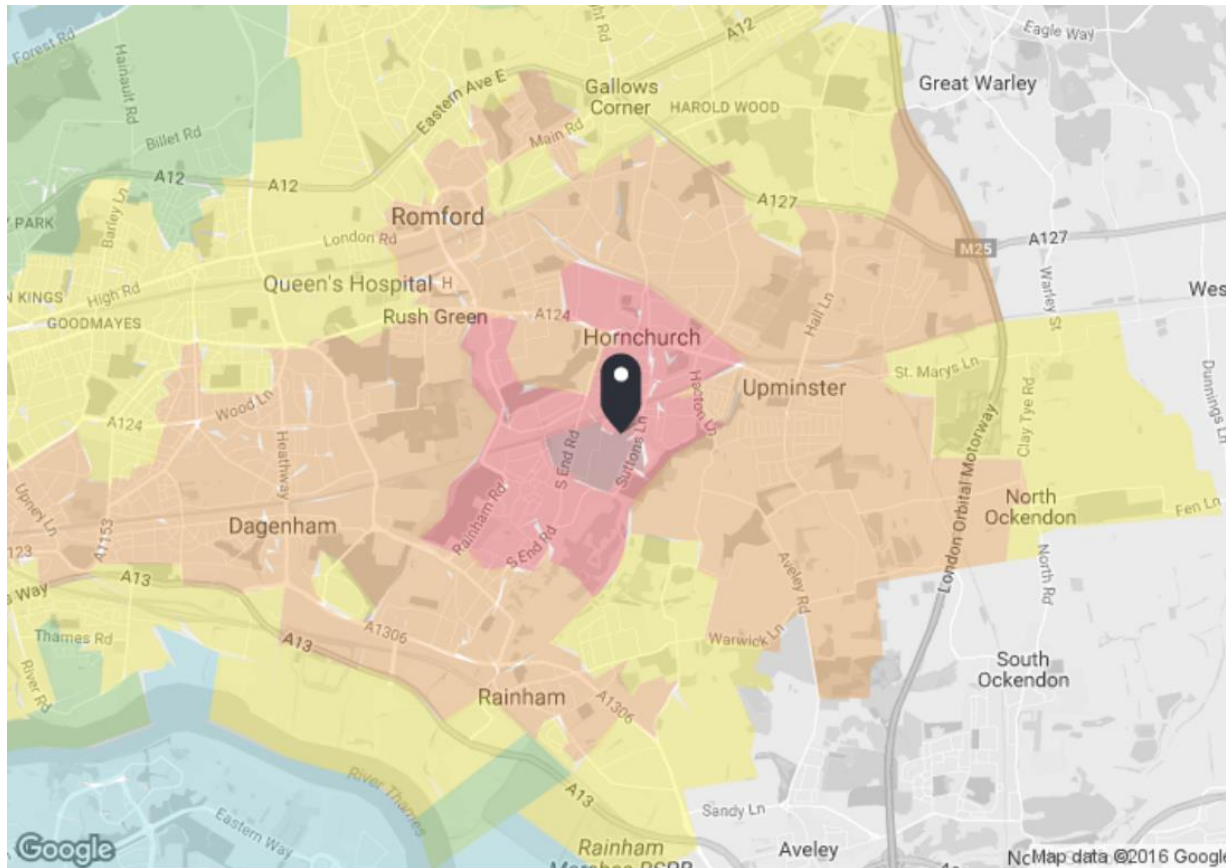 Forest Rd
Hainault Rd
Eastern Ave E
A12
Eagle Way
Great Warley
Gallows
Corner
HAROLD WOOD
Main Rd
Billet Rd
A12
A12
A127
Barley Ln
Y PARK
Romford
London Rd
M25
A127
Warley St
Queen's Hospital
H
N KINGS
High Rd
GOODMAYES
Rush Green
A124
Hornchurch
Hall Ln
Wes
Upminster
St. Marys Ln
Hacton Ln
Dunnings Ln
Wood Ln
A124
Heathway
Clay Tye Rd
S End Rd
Suttons Ln
London Orbital Motorway
Upney Ln
A1153
Dagenham
Rainham Rd
S End Rd
North
Ockendon
Fen Ln
123
A13
s Way
Aveley Rd
North Rd
Thames Rd
A13
A1306
Warwick Ln
River Rd
Rainham
A1306
South
Ockendon
River Thames
A13
Sandy Ln
Eastern Way
Rainham
Aveley
Google
Map data ©2016 Google